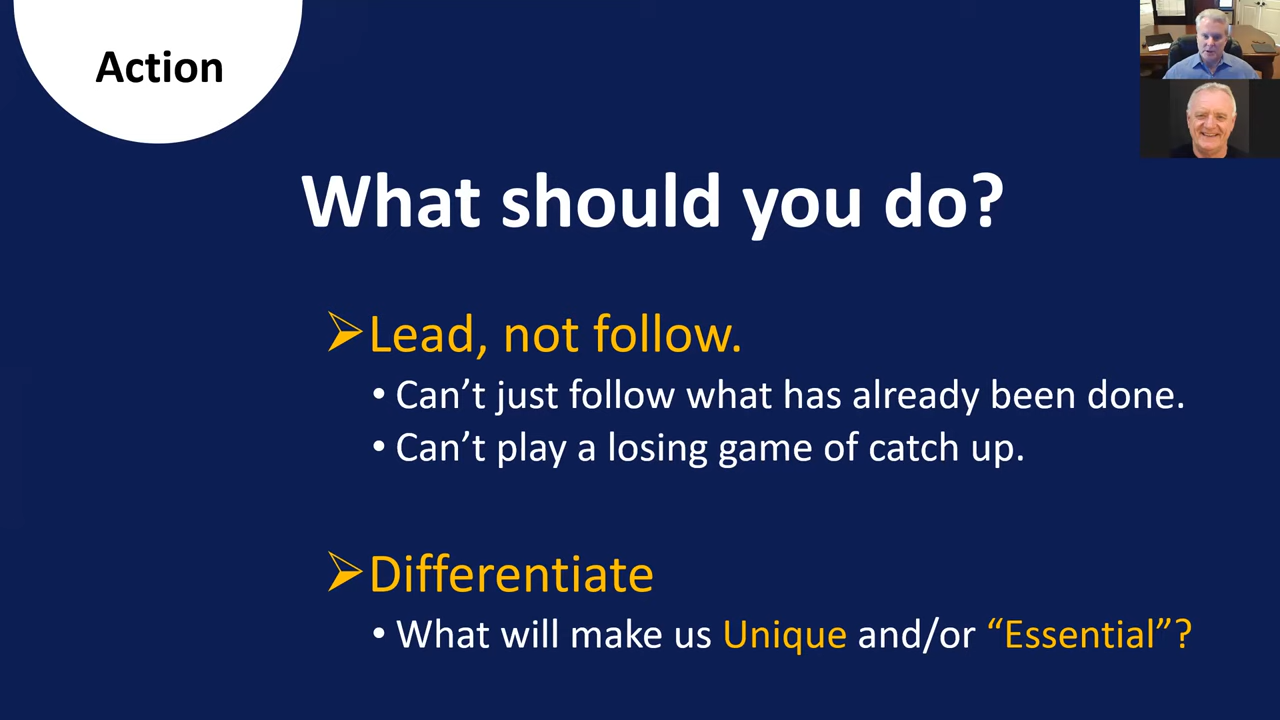 Action
What should you do?
➢Lead, not follow.
• Can’t just follow what has already been done.
• Can’t play a losing game of catch up.
➢Differentiate
• What will make us Unique and/or “Essential”?